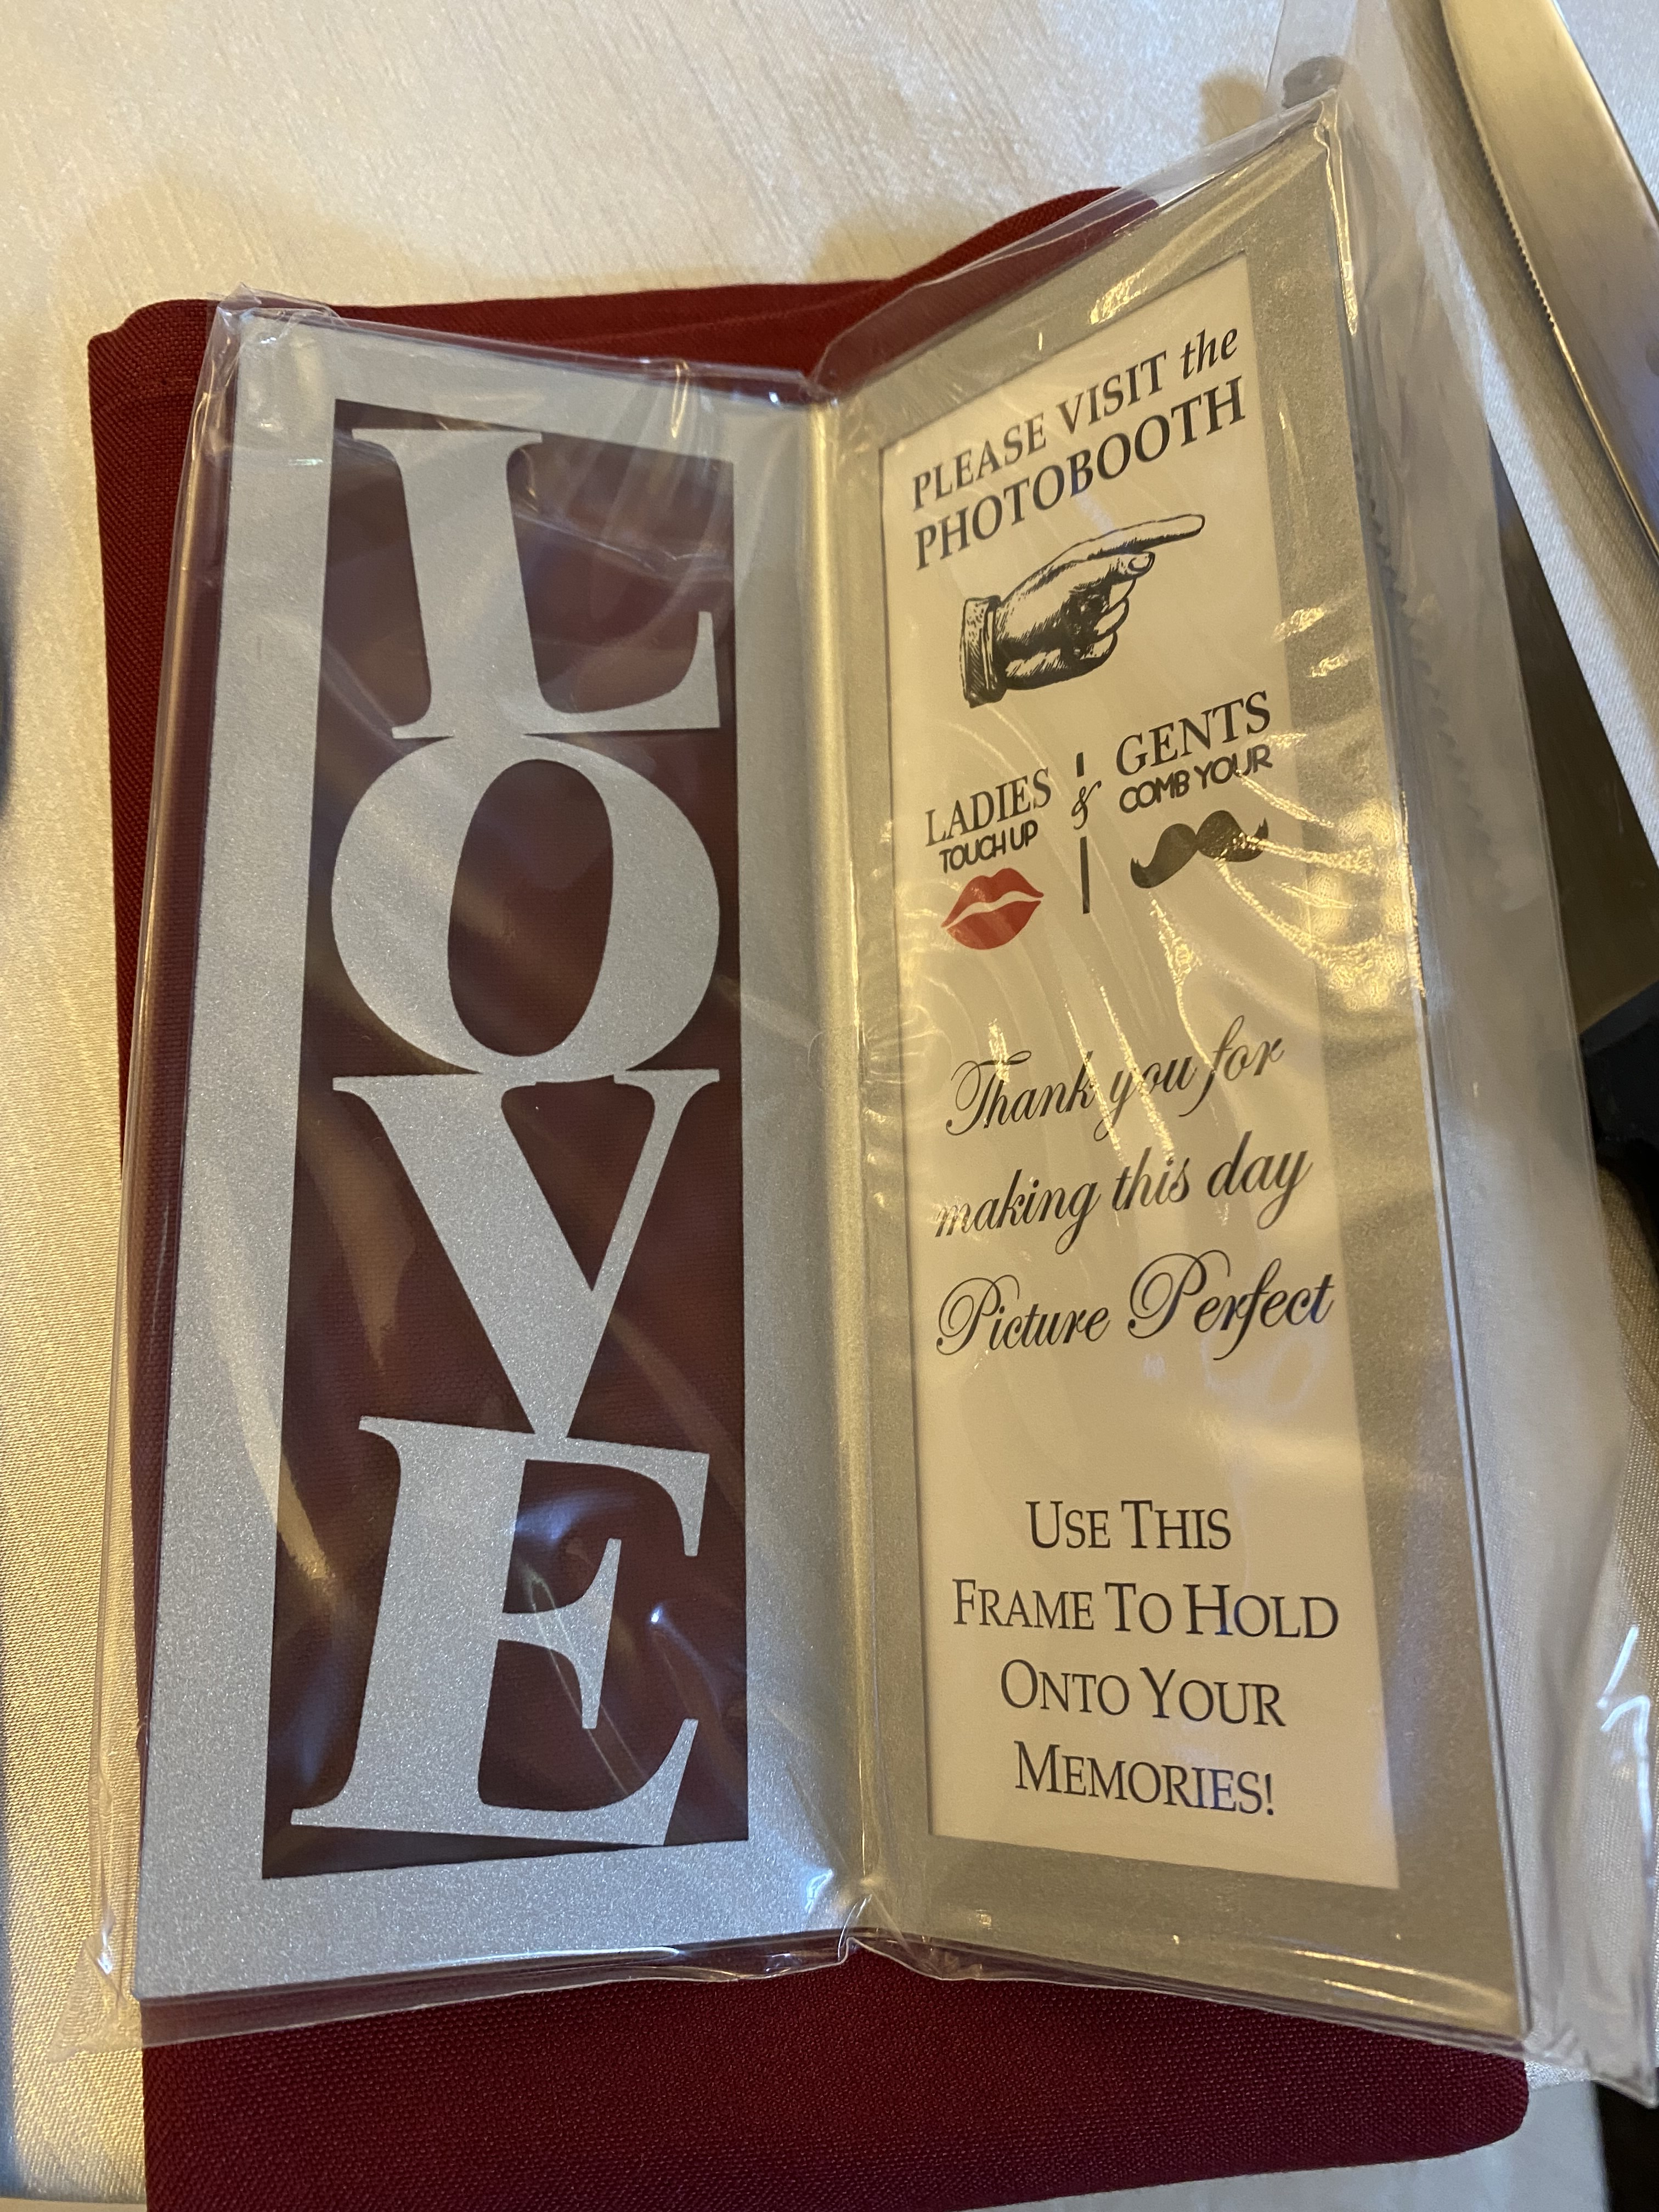 LOVE
PLEASE VISIT the
PHOTOBOOTH
LADIES & GENTS
TOUCH UP COMB YOUR
Thank you for
making this day
Picture Perfect
USE THIS
FRAME TO HOLD
ONTO YOUR
MEMORIES!